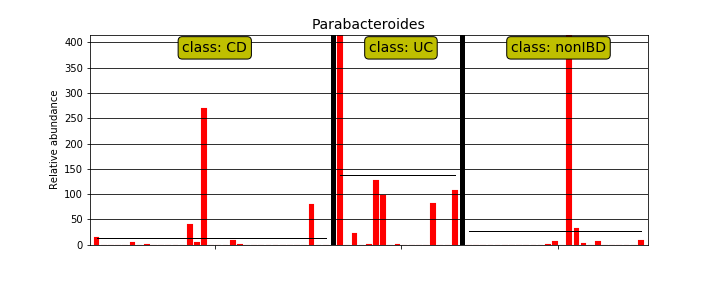 Parabacteroides
class: CD
class: UC
class: nonIBD
Relative abundance
400
350
300
250
200
150
100
50
0